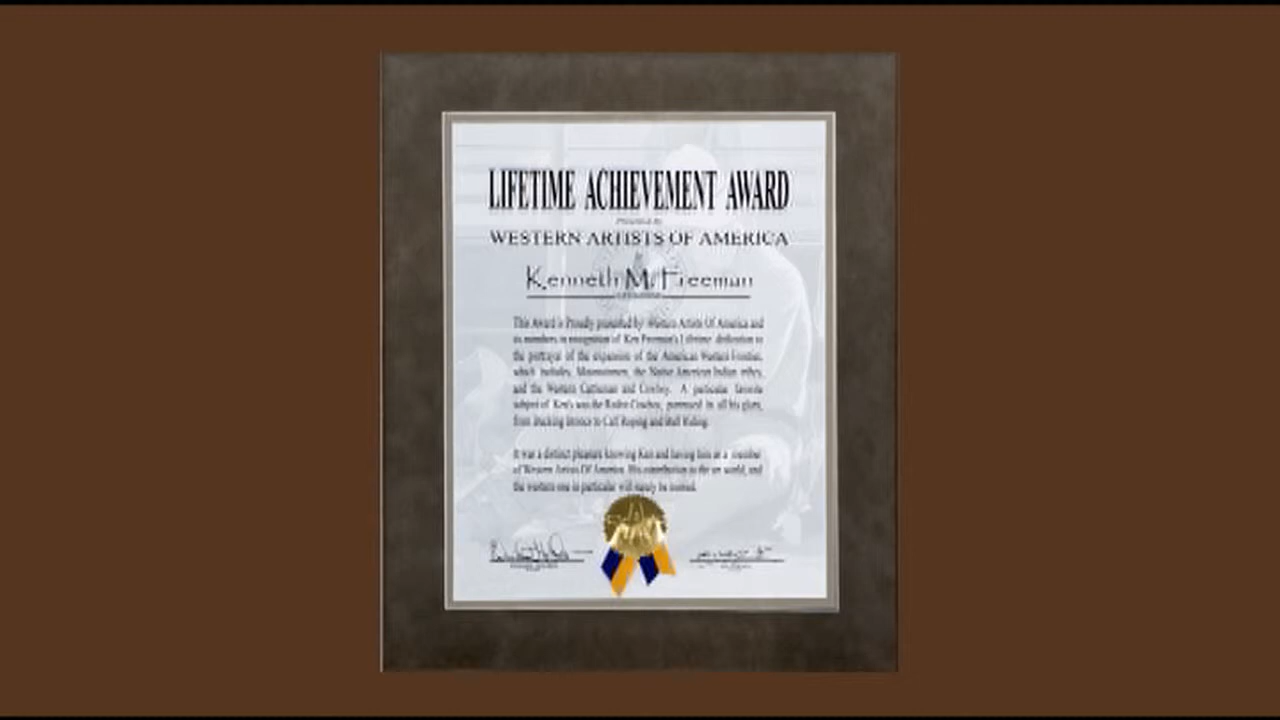 LIFETIME ACHIEVEMENT AWARD
Presented By
WESTERN ARTISTS OF AMERICA
Kenneth M. Freeman
This Award is Proudly presented by Western Artists Of America and
its members in recognition of Ken Freeman's Lifetime dedication to
the portrayal of the expansion of the American Western Frontier,
which includes, Mountainmen, the Native American Indian tribes,
and the Western Cattleman and Cowboy. A particular favorite
subject of Ken's was the Rodeo Cowboy, portrayed in all his glory,
from Bucking Bronco to Calf Roping and Bull Riding.
It was a distinct pleasure knowing Ken and having him as a member
of Western Artists Of America. His contribution to the art world, and
the western one in particular will surely be missed.